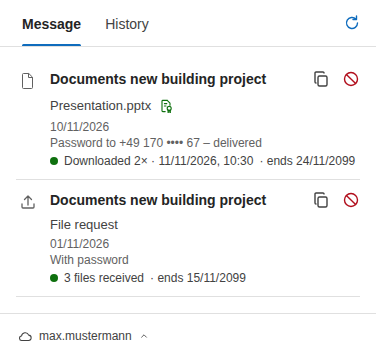 Message History
Documents new building project
Presentation.pptx
10/11/2026
Password to +49 170 •••• 67 – delivered
Downloaded 2× · 11/11/2026, 10:30 · ends 24/11/2099
Documents new building project
File request
01/11/2026
With password
3 files received · ends 15/11/2099
max.mustermann